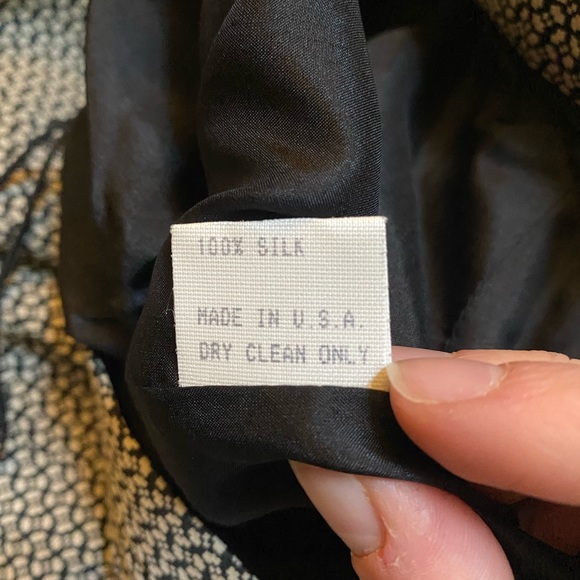 100% SILK
MADE IN U.S.A.
DRY CLEAN ONLY